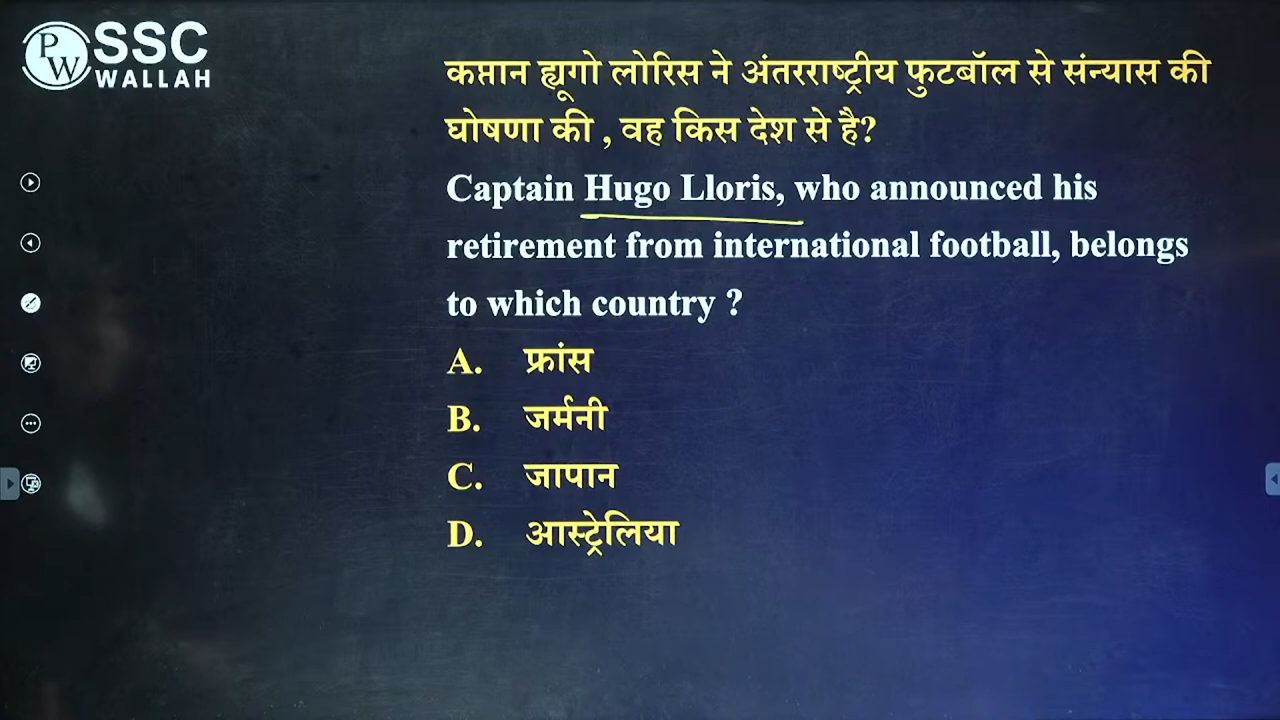 PW SSC
WALLAH
कप्तान ह्यूगो लोरिस ने अंतरराष्ट्रीय फुटबॉल से संन्यास की
घोषणा की , वह किस देश से है?
Captain Hugo Lloris, who announced his
retirement from international football, belongs
to which country ?
A. फ्रांस
B. जर्मनी
C. जापान
D. आस्ट्रेलिया